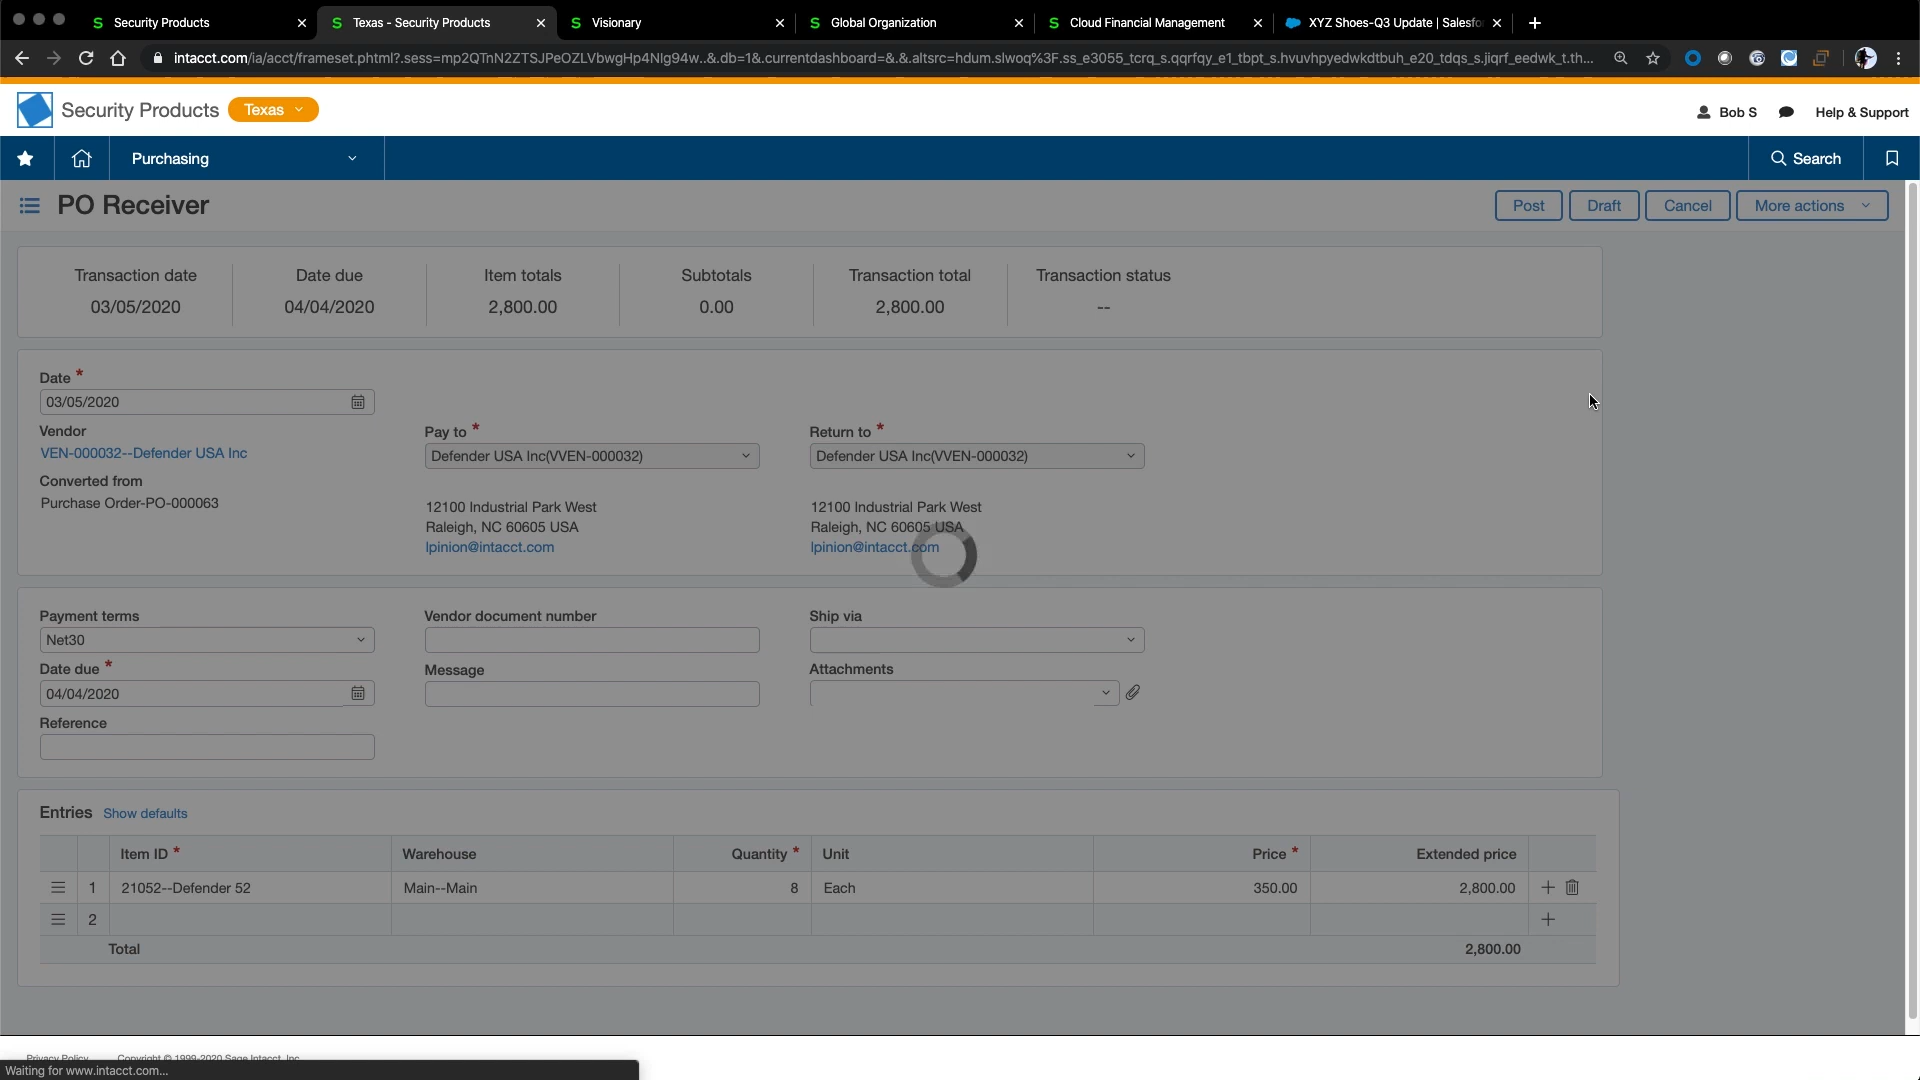 Security Products
Texas - Security Products
Visionary
Global Organization
Cloud Financial Management
XYZ Shoes-Q3 Update | Salesfo
intacct.com/ia/acct/frameset.phtml?.sess=mp2QTnN2ZTSJPeOZLVbwgHp4Nlg94w..&.db=1&.currentdashboard=&.&.altsrc=hdum.slwoq%3F.ss_e3055_tcrq_s.qqrfqy_e1_tbpt_s.hvuvhpyedwkdtbuh_e20_tdqs_s.jiqrf_eedwk_t.th...
Security Products Texas
Bob S Help & Support
Purchasing
Search
PO Receiver
Post Draft Cancel More actions
Transaction date Date due Item totals Subtotals Transaction total Transaction status
03/05/2020 04/04/2020 2,800.00 0.00 2,800.00 --
Date *
03/05/2020
Vendor Pay to * Return to *
VEN-000032--Defender USA Inc Defender USA Inc(VVEN-000032) Defender USA Inc(VVEN-000032)
Converted from
Purchase Order-PO-000063 12100 Industrial Park West 12100 Industrial Park West
Raleigh, NC 60605 USA Raleigh, NC 60605 USA
lpinion@intacct.com lpinion@intacct.com
Payment terms Vendor document number Ship via
Net30
Date due * Message Attachments
04/04/2020
Reference
Entries Show defaults
Item ID * Warehouse Quantity * Unit Price * Extended price
1 21052--Defender 52 Main--Main 8 Each 350.00 2,800.00
2
Total 2,800.00
Privacy Policy Copyright © 1999-2020 Sage Intacct, Inc.
Waiting for www.intacct.com...